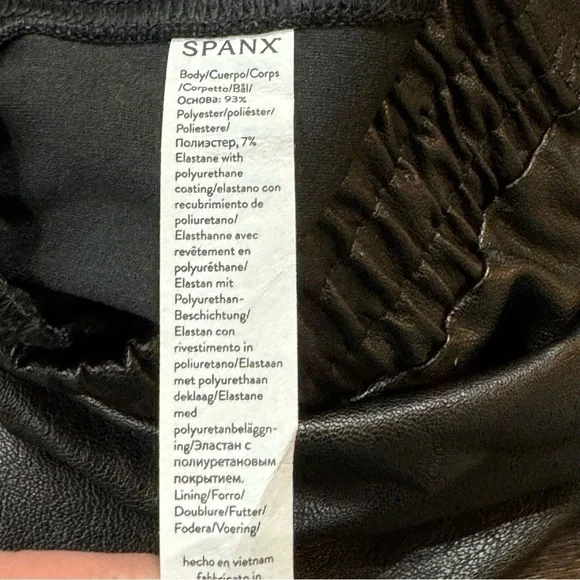 SPANX
Body/Cuerpo/Corps
/Corpetto/Bål/
Основа: 93%
Polyester/poliéster/
Poliestere/
Полиэстер, 7%
Elastane with
polyurethane
coating/elastano con
recubrimiento de
poliuretano/
Elasthanne avec
revêtement en
polyuréthane/
Elastan mit
Polyurethan-
Beschichtung/
Elastan con
rivestimento in
poliuretano/Elastaan
met polyurethaan
deklaag/Elastane
med
polyuretanbeläggn-
ing/Эластан с
полиуретановым
покрытием.
Lining/Forro/
Doublure/Futter/
Fodera/Voering/
hecho en vietnam
fabbricato in